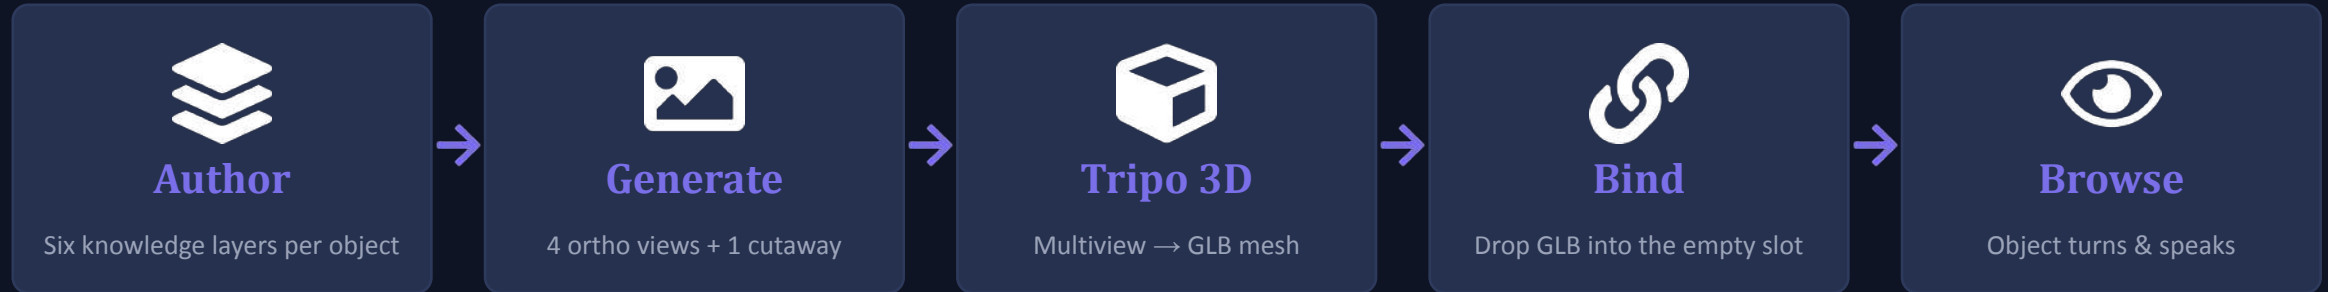 Author
Six knowledge layers per object
Generate
4 ortho views + 1 cutaway
Tripo 3D
Multiview → GLB mesh
Bind
Drop GLB into the empty slot
Browse
Object turns & speaks